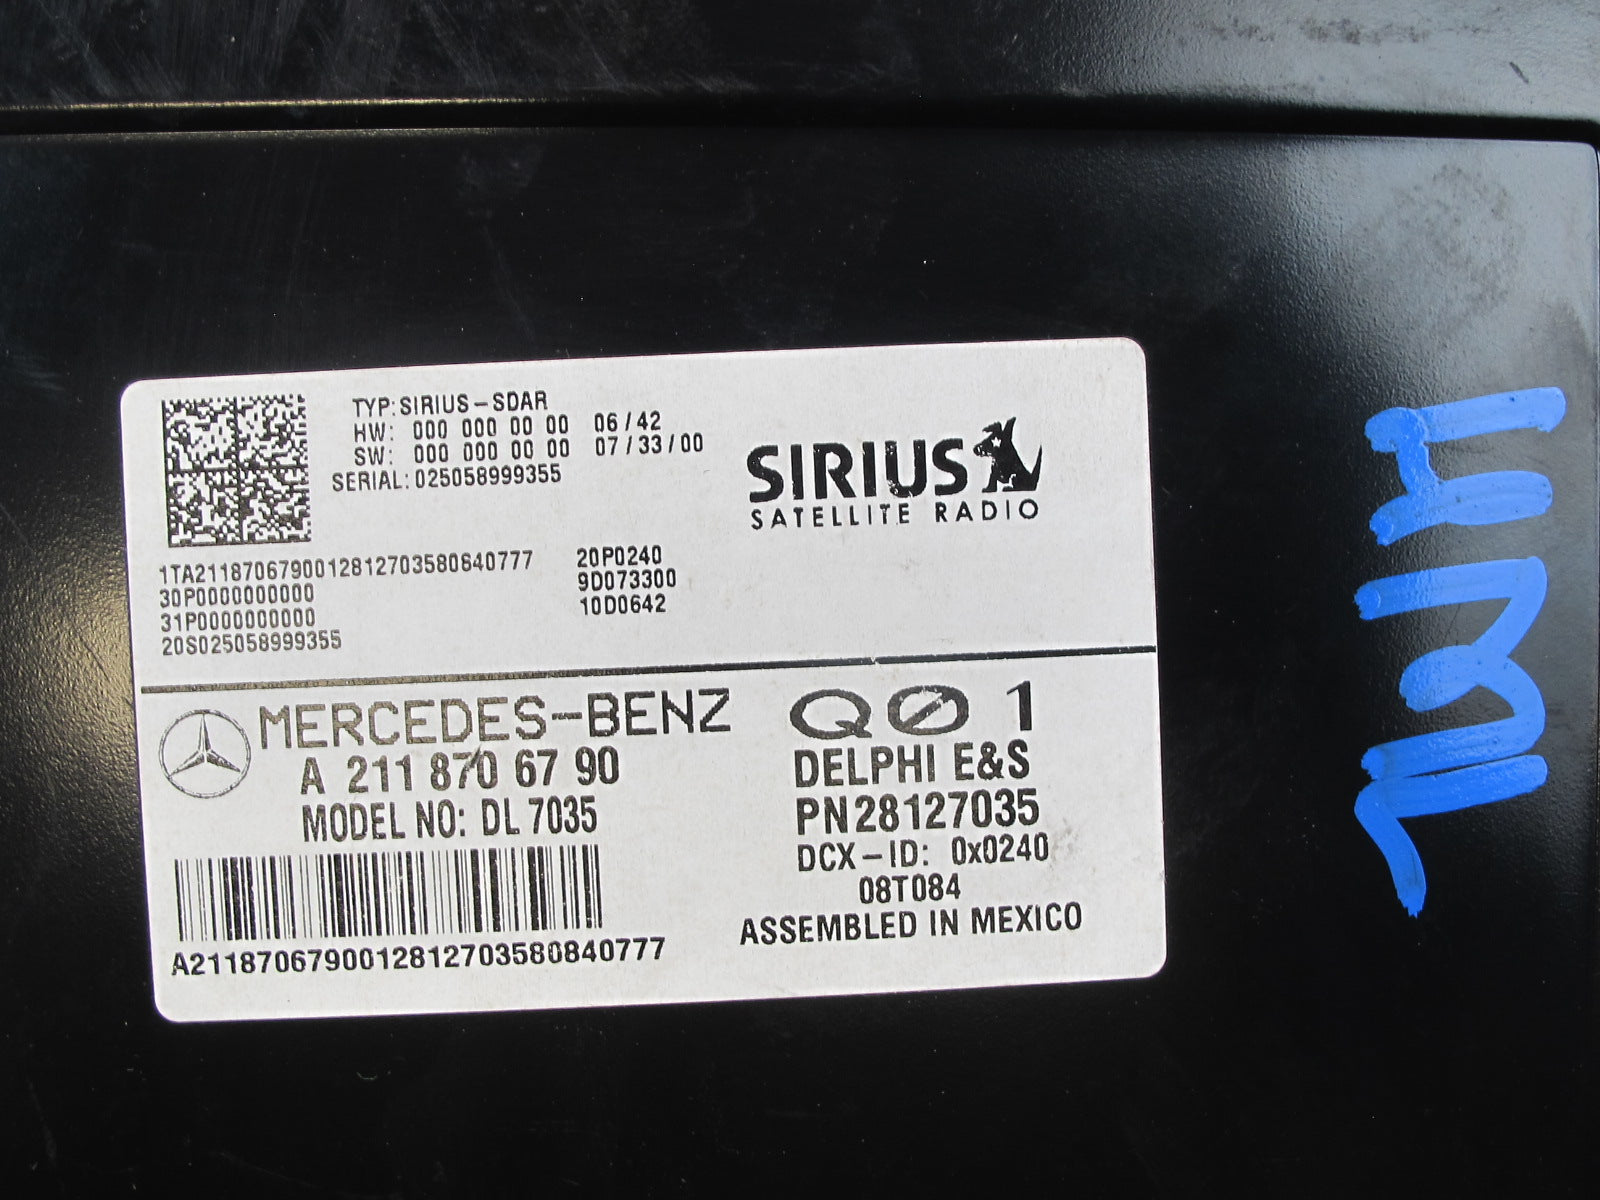 TYP: SIRIUS-SDAR
HW: 000 000 00 00 06/42
SW: 000 000 00 00 07/33/00
SERIAL: 025058999355
SIRIUS
SATELLITE RADIO
1TA2118706790012812703580840777
30P0000000000
31P0000000000
20S025058999355
20P0240
9D073300
10D0642
MERCEDES-BENZ
A 211 870 67 90
MODEL NO: DL 7035
A2118706790012812703580840777
QØ1
DELPHI E&S
PN28127035
DCX-ID: 0x0240
08T084
ASSEMBLED IN MEXICO